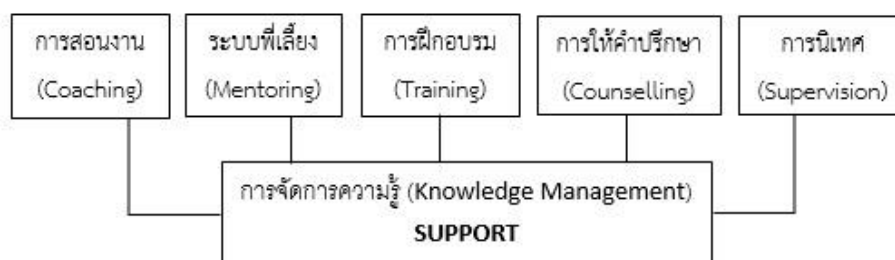 การสอนงาน
(Coaching)
ระบบพี่เลี้ยง
(Mentoring)
การฝึกอบรม
(Training)
การให้คำปรึกษา
(Counselling)
การนิเทศ
(Supervision)
การจัดการความรู้ (Knowledge Management)
SUPPORT